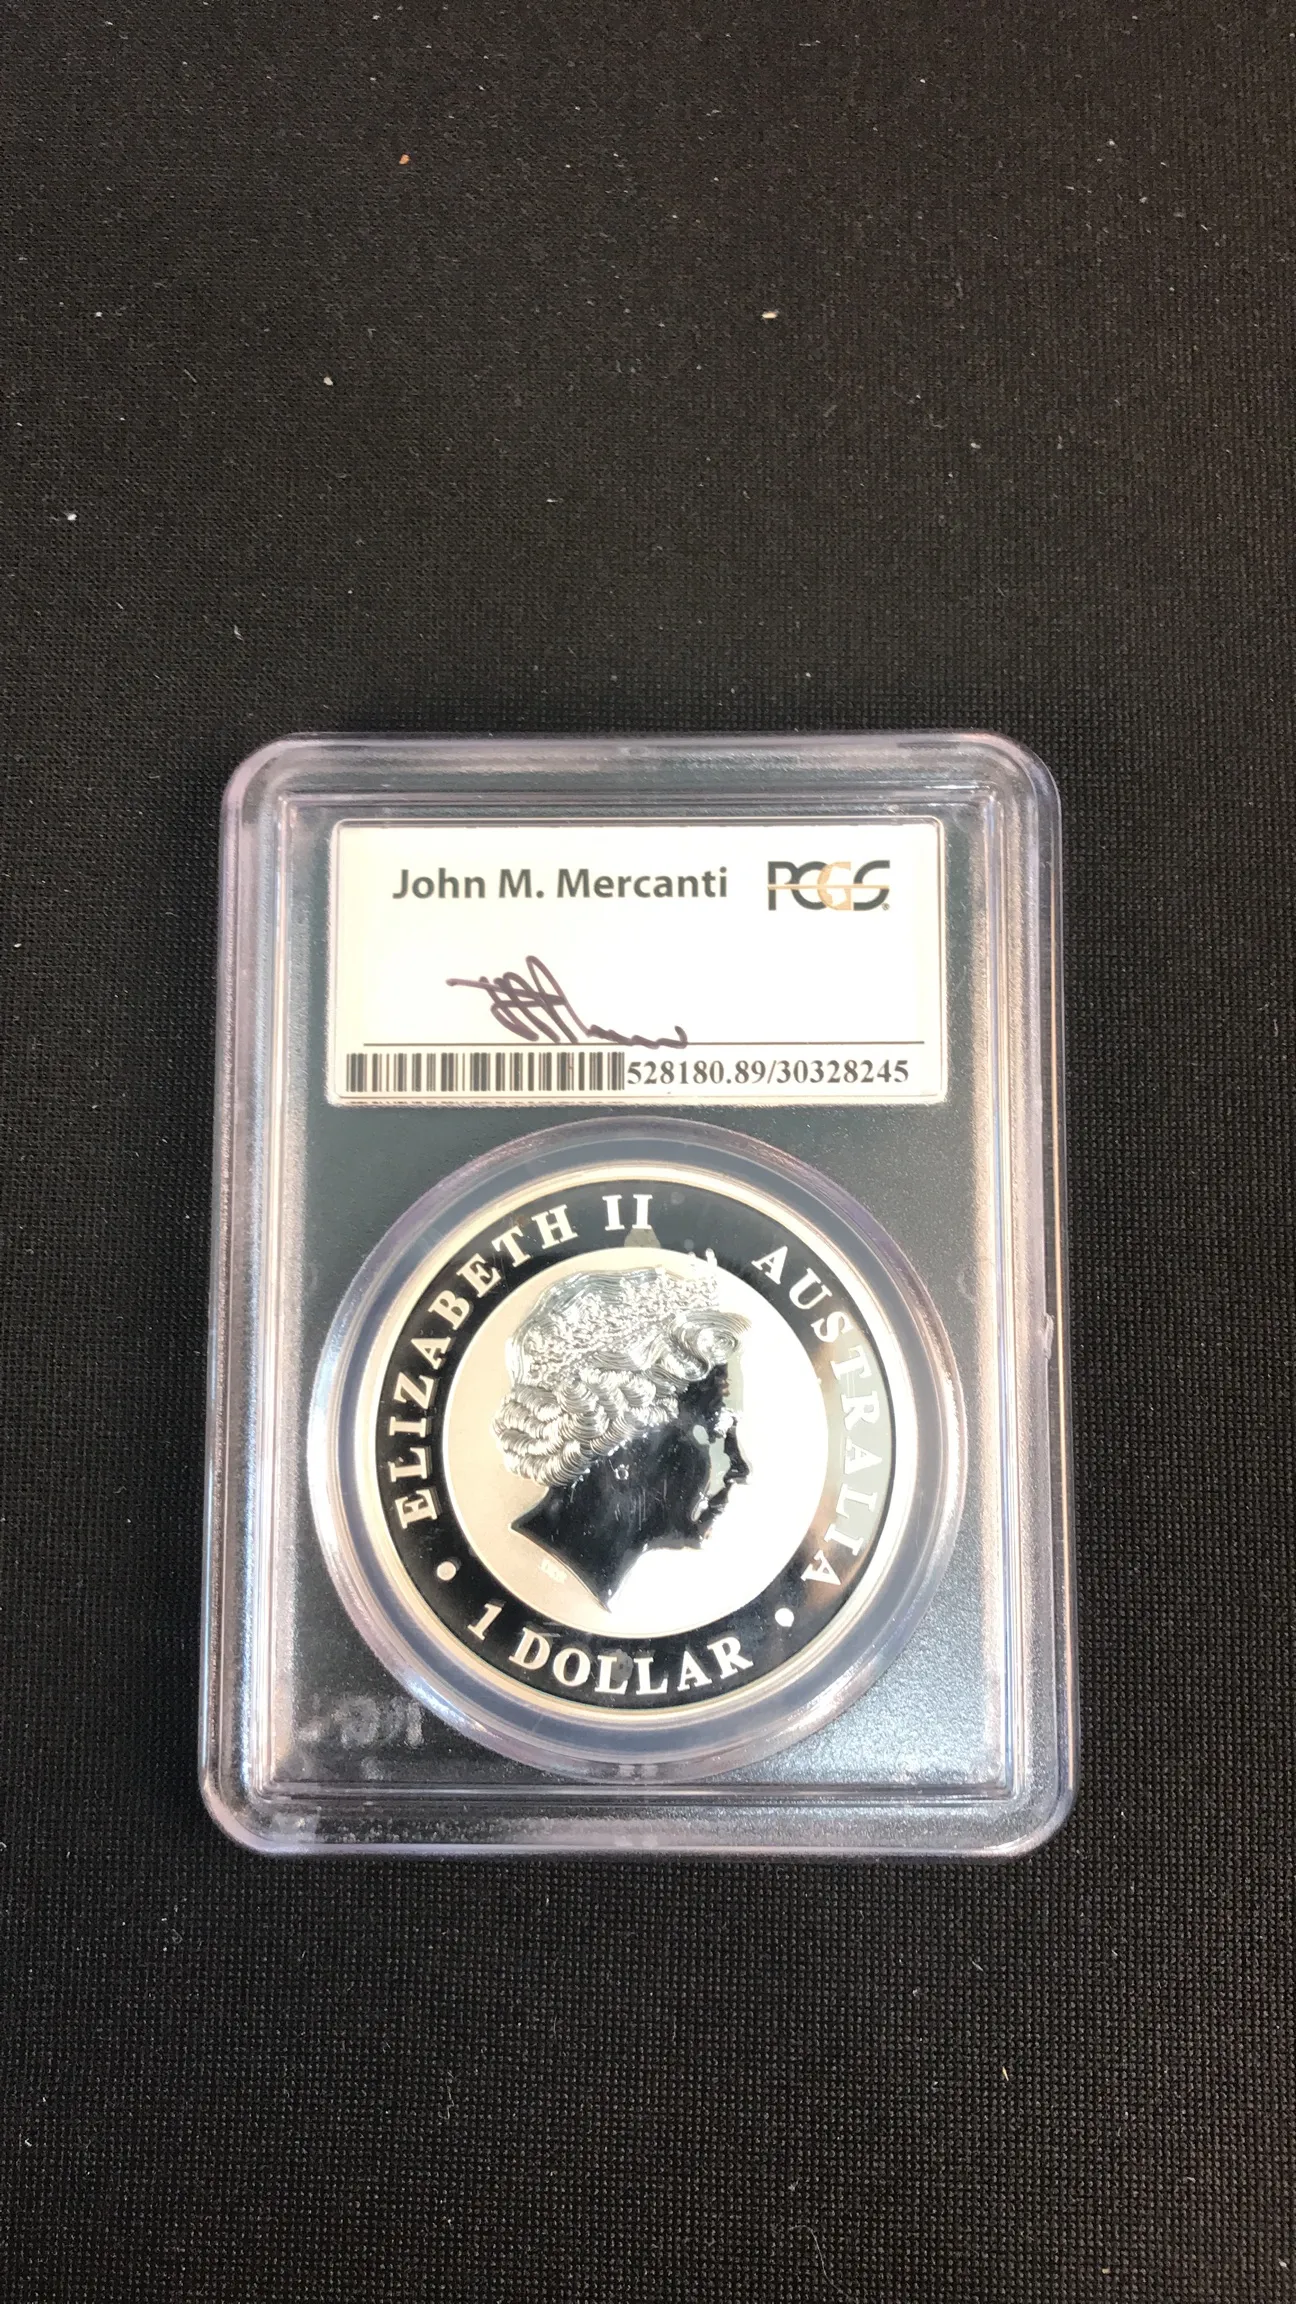 John M. Mercanti PCGS
528180.89/30328245
ELIZABETH II AUSTRALIA
1 DOLLAR